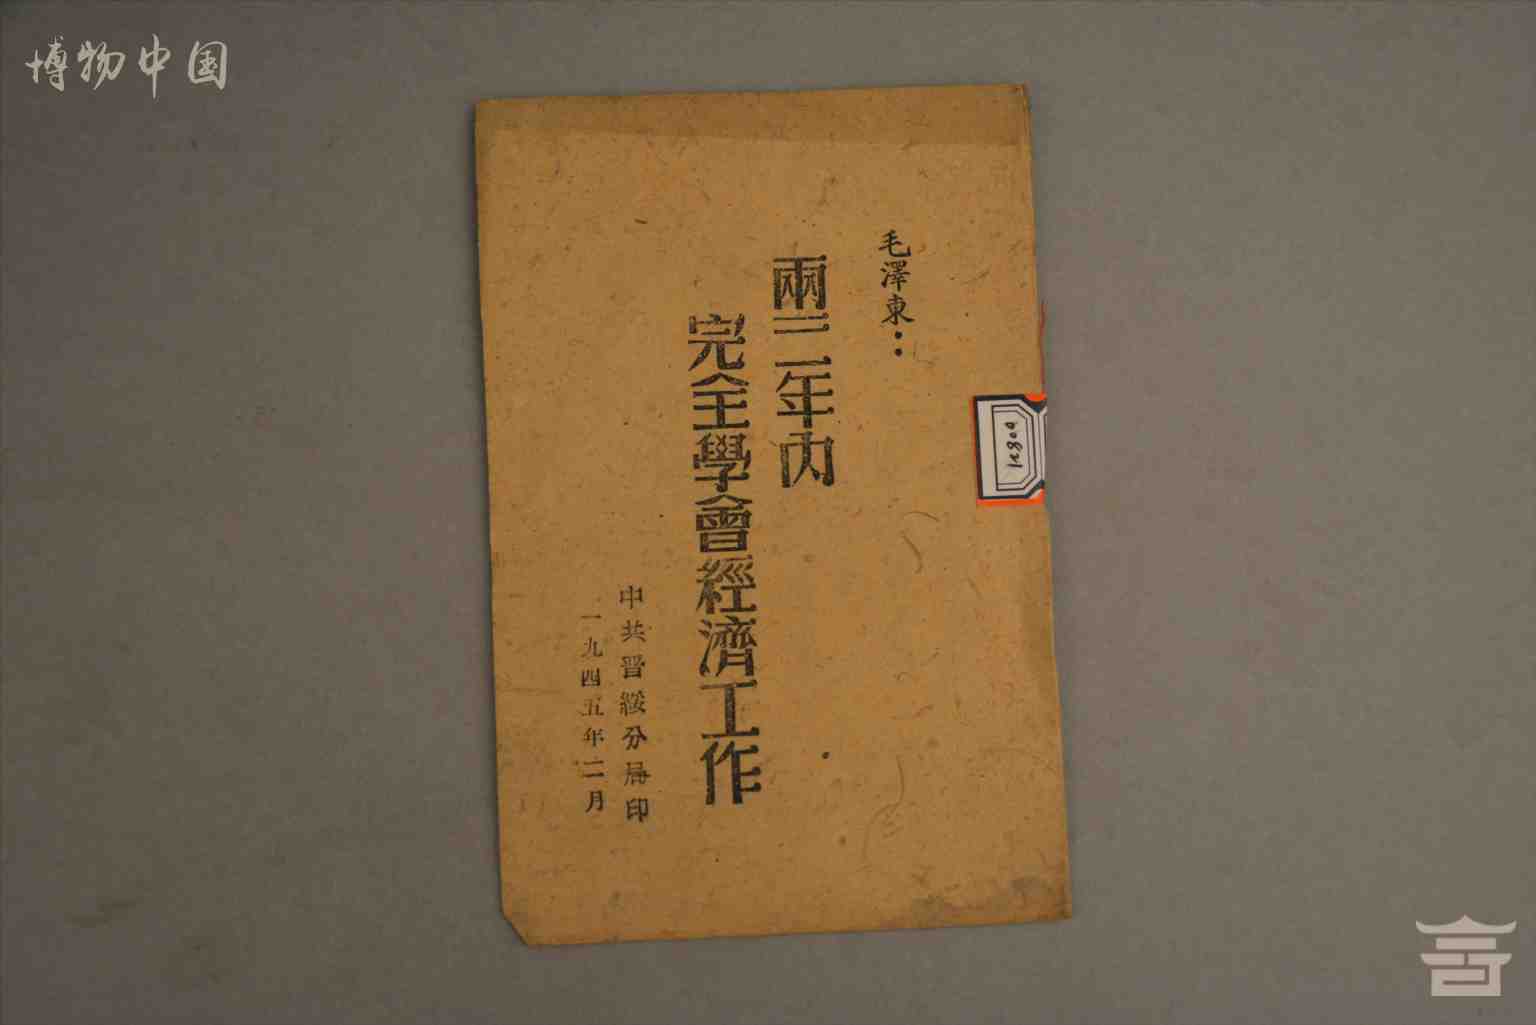 博物中国
毛澤東：
兩三年內
完全學會經濟工作
中共晋綏分局印
一九四五年二月